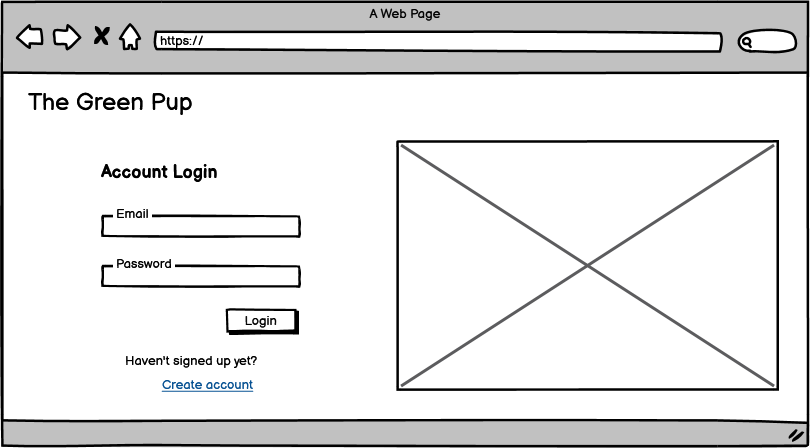 A Web Page
https://
The Green Pup
Account Login
Email
Password
Login
Haven't signed up yet?
Create account